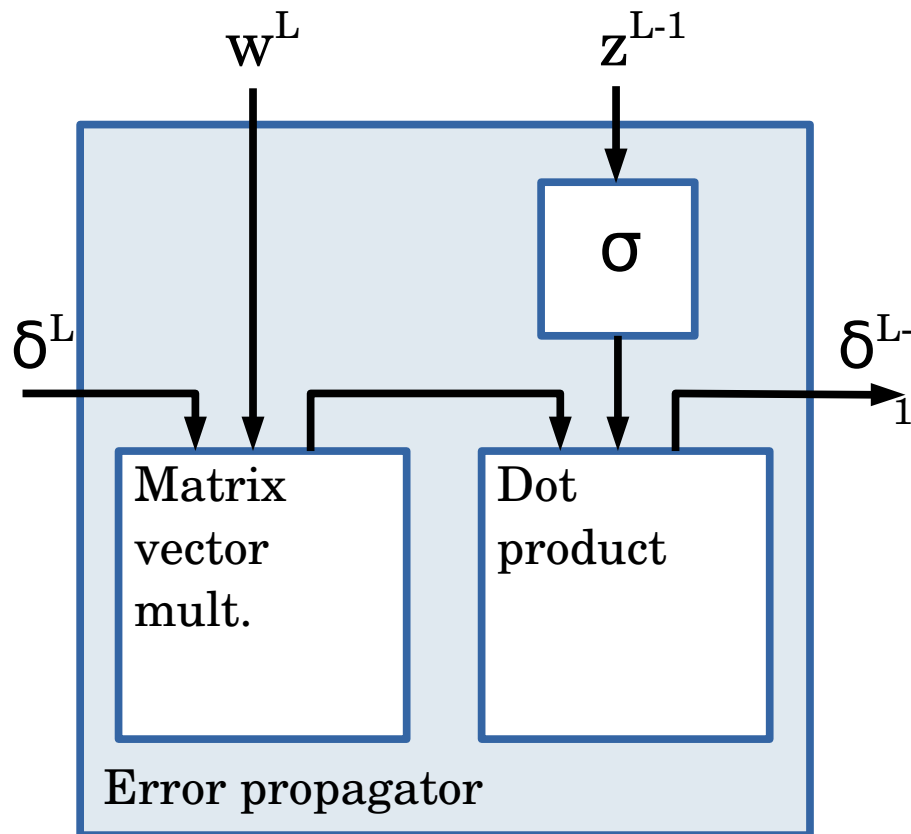 w^L
z^L-1
σ
δ^L
δ^L-1
Matrix
vector
mult.
Dot
product
Error propagator